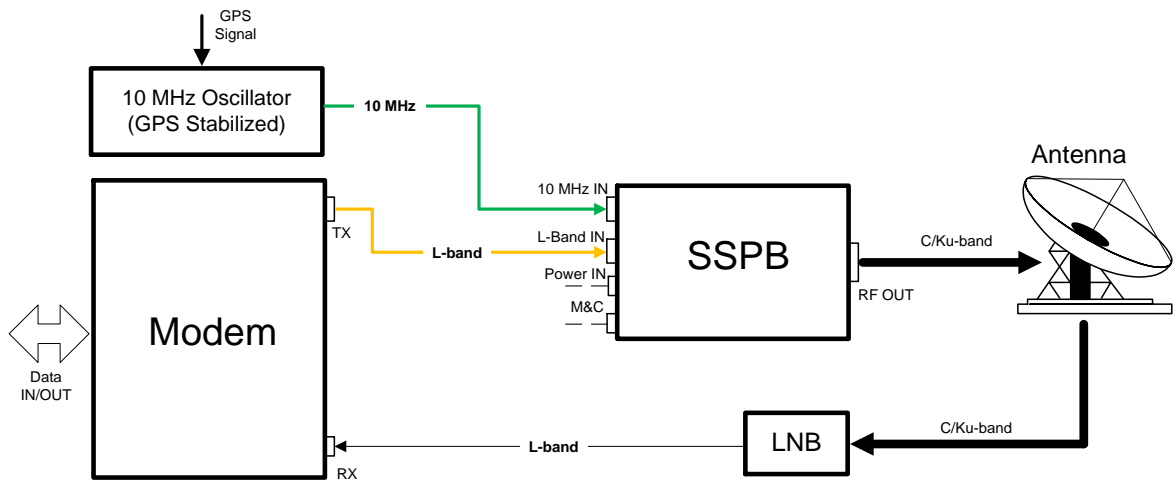 GPS
Signal
10 MHz Oscillator
(GPS Stabilized)
10 MHz
Antenna
10 MHz IN
TX
L-Band IN
L-band
SSPB
C/Ku-band
Power IN
RF OUT
M&C
Modem
Data
IN/OUT
LNB
C/Ku-band
L-band
RX